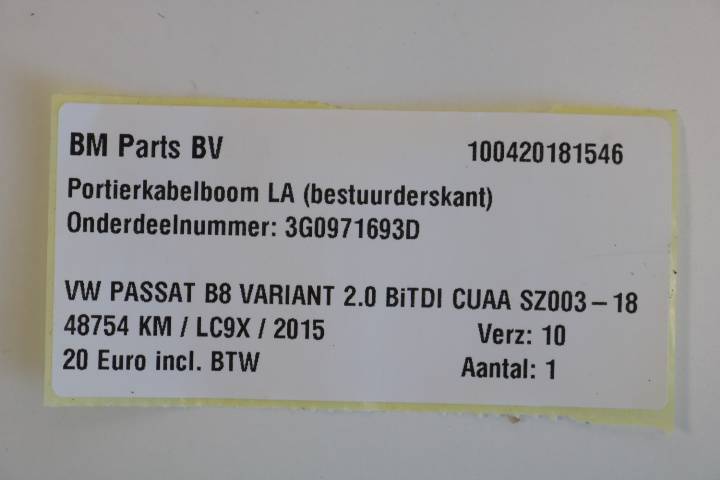 BM Parts BV 100420181546
Portierkabelboom LA (bestuurderskant)
Onderdeelnummer: 3G0971693D
VW PASSAT B8 VARIANT 2.0 BiTDI CUAA SZ003-18
48754 KM / LC9X / 2015 Verz: 10
20 Euro incl. BTW Aantal: 1